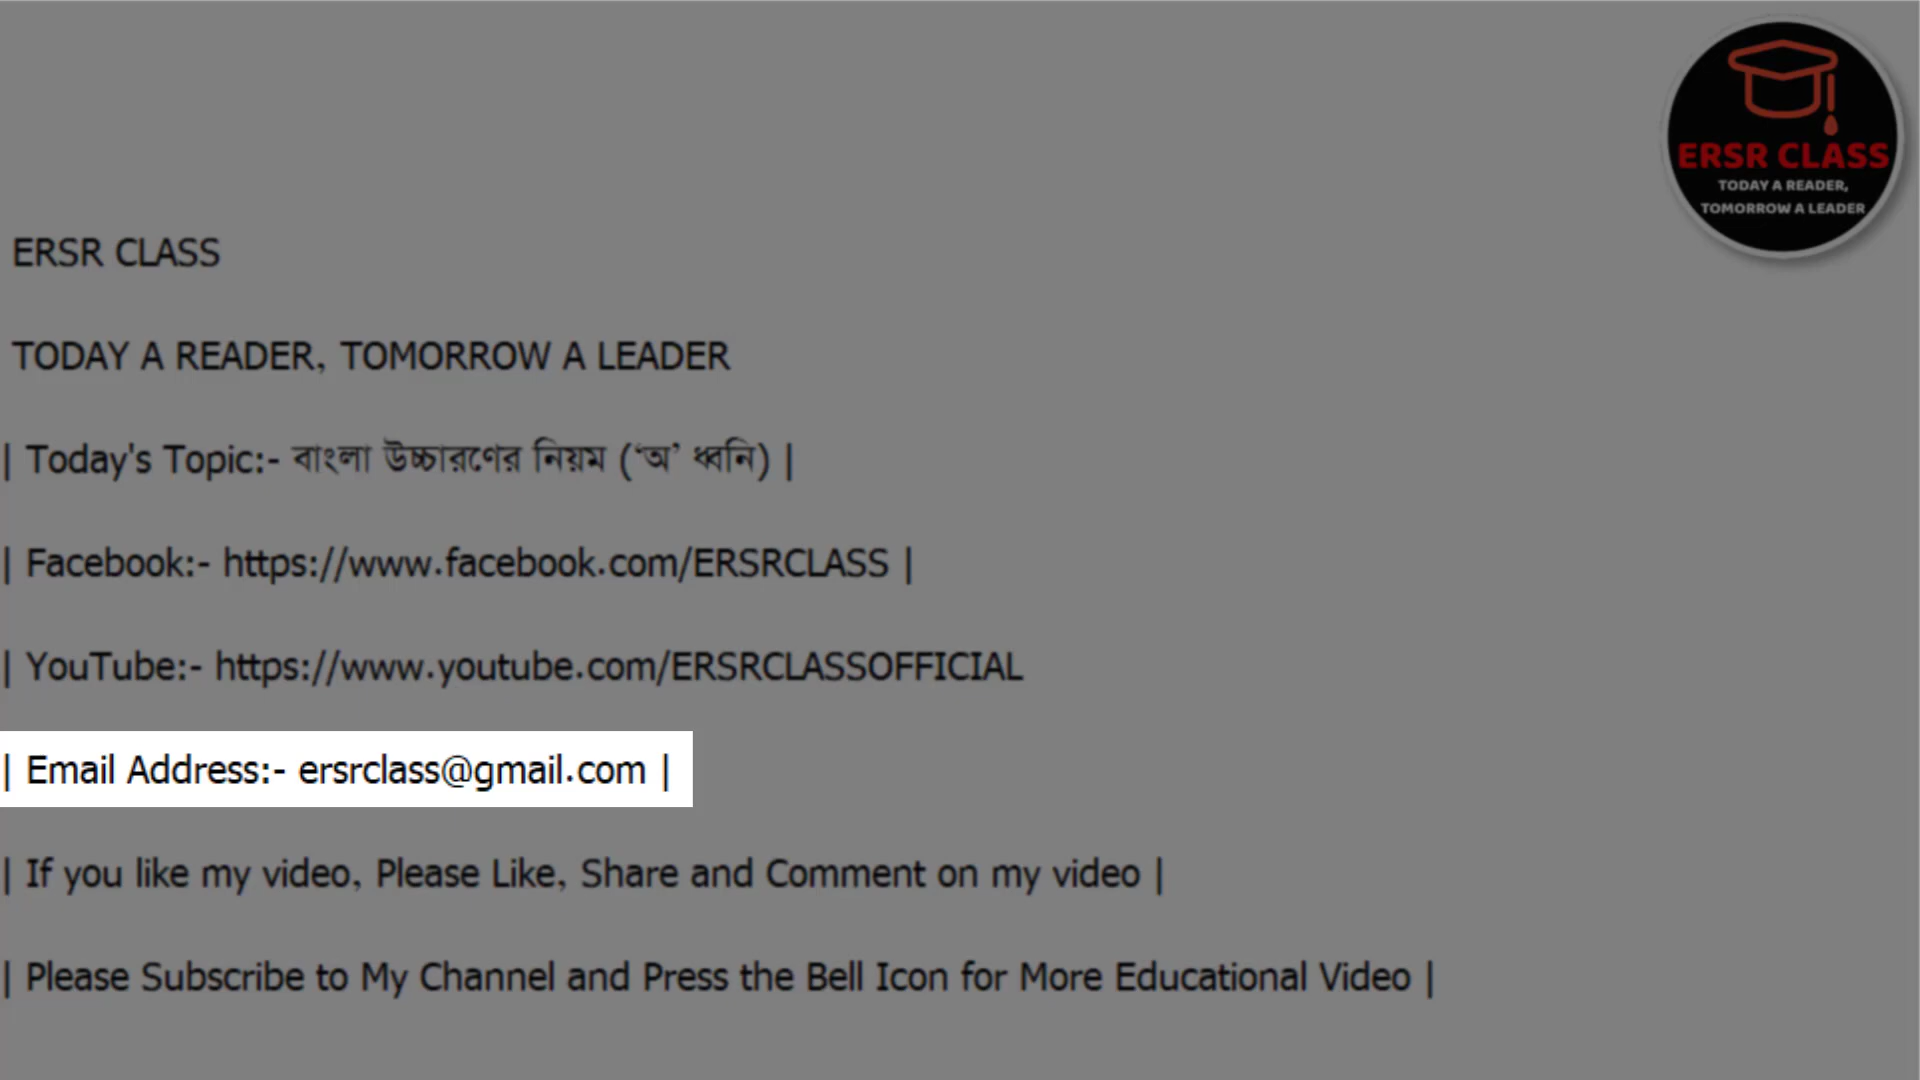 ERSR CLASS
TODAY A READER,
TOMORROW A LEADER
ERSR CLASS
TODAY A READER, TOMORROW A LEADER
| Today's Topic:- বাংলা উচ্চারণের নিয়ম (‘অ’ ধ্বনি) |
| Facebook:- https://www.facebook.com/ERSRCLASS |
| YouTube:- https://www.youtube.com/ERSRCLASSOFFICIAL
| Email Address:- ersrclass@gmail.com |
| If you like my video, Please Like, Share and Comment on my video |
| Please Subscribe to My Channel and Press the Bell Icon for More Educational Video |